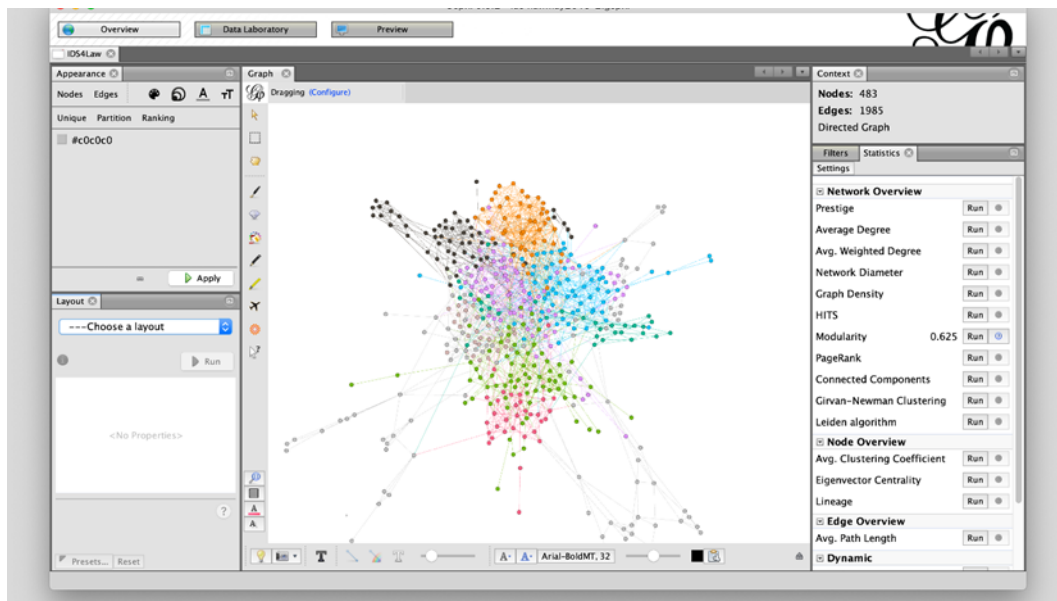 Overview Data Laboratory Preview
IDS4Law
Appearance
Nodes Edges
Unique Partition Ranking
#c0c0c0
Apply
Layout
---Choose a layout
Run
<No Properties>
?
Presets... Reset
Graph
Dragging (Configure)
A
A
T T A- A- Arial-BoldMT, 32
Context
Nodes: 483
Edges: 1985
Directed Graph
Filters Statistics
Settings
Network Overview
Prestige Run
Average Degree Run
Avg. Weighted Degree Run
Network Diameter Run
Graph Density Run
HITS Run
Modularity 0.625 Run
PageRank Run
Connected Components Run
Girvan-Newman Clustering Run
Leiden algorithm Run
Node Overview
Avg. Clustering Coefficient Run
Eigenvector Centrality Run
Lineage Run
Edge Overview
Avg. Path Length Run
Dynamic